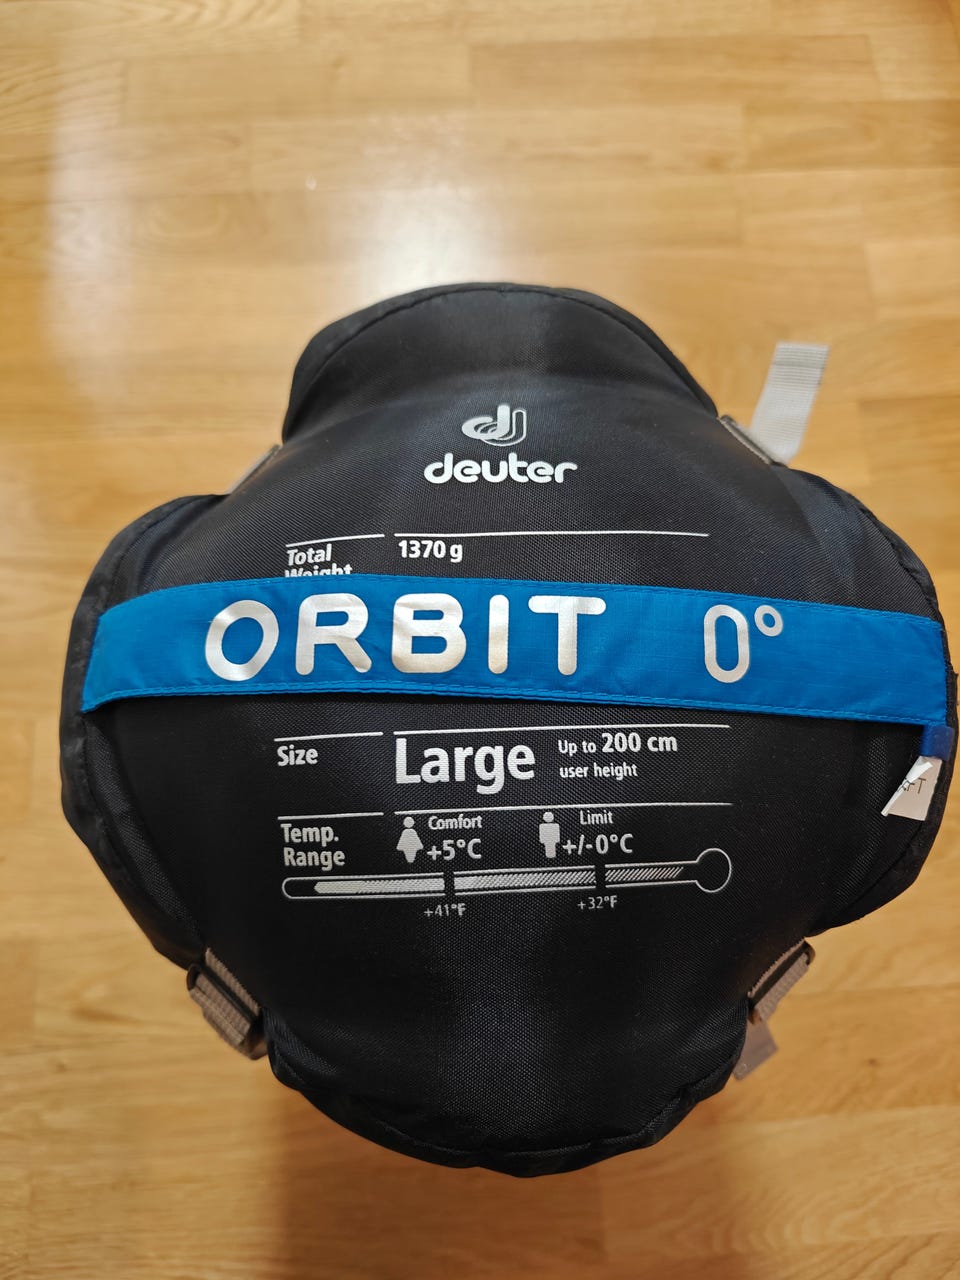 deuter
Total 1370 g
Weight
ORBIT 0°
Size Large Up to 200 cm
user height
Temp. Range Comfort +5°C Limit +/-0°C
+41°F +32°F